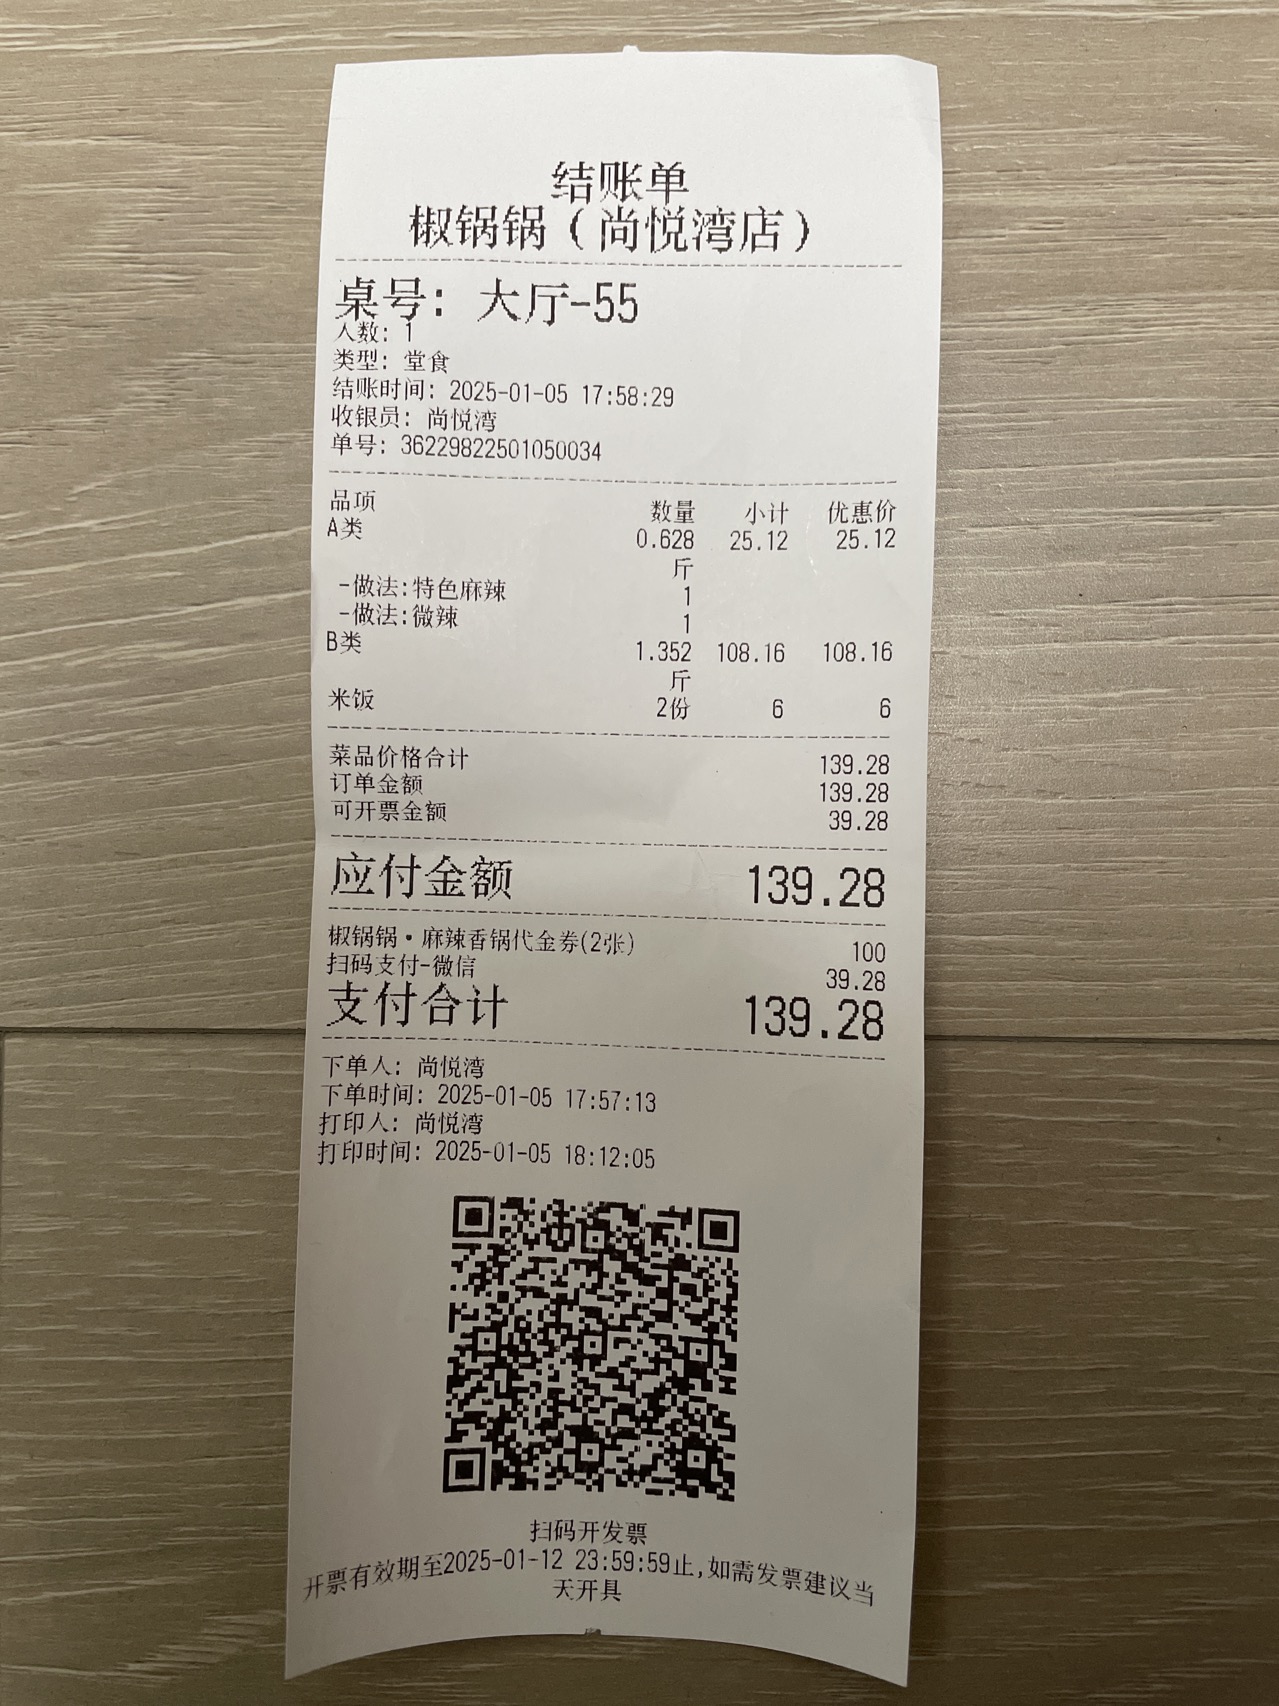 结账单
椒锅锅（尚悦湾店）
桌号: 大厅-55
人数: 1
类型: 堂食
结账时间: 2025-01-05 17:58:29
收银员: 尚悦湾
单号: 36229822501050034
品项 数量 小计 优惠价
A类 0.628 25.12 25.12
斤
-做法:特色麻辣 1
-做法:微辣 1
B类 1.352 108.16 108.16
斤
米饭 2份 6 6
菜品价格合计 139.28
订单金额 139.28
可开票金额 39.28
应付金额 139.28
椒锅锅·麻辣香锅代金券(2张) 100
扫码支付-微信 39.28
支付合计 139.28
下单人: 尚悦湾
下单时间: 2025-01-05 17:57:13
打印人: 尚悦湾
打印时间: 2025-01-05 18:12:05
扫码开发票
开票有效期至2025-01-12 23:59:59止,如需发票建议当
天开具